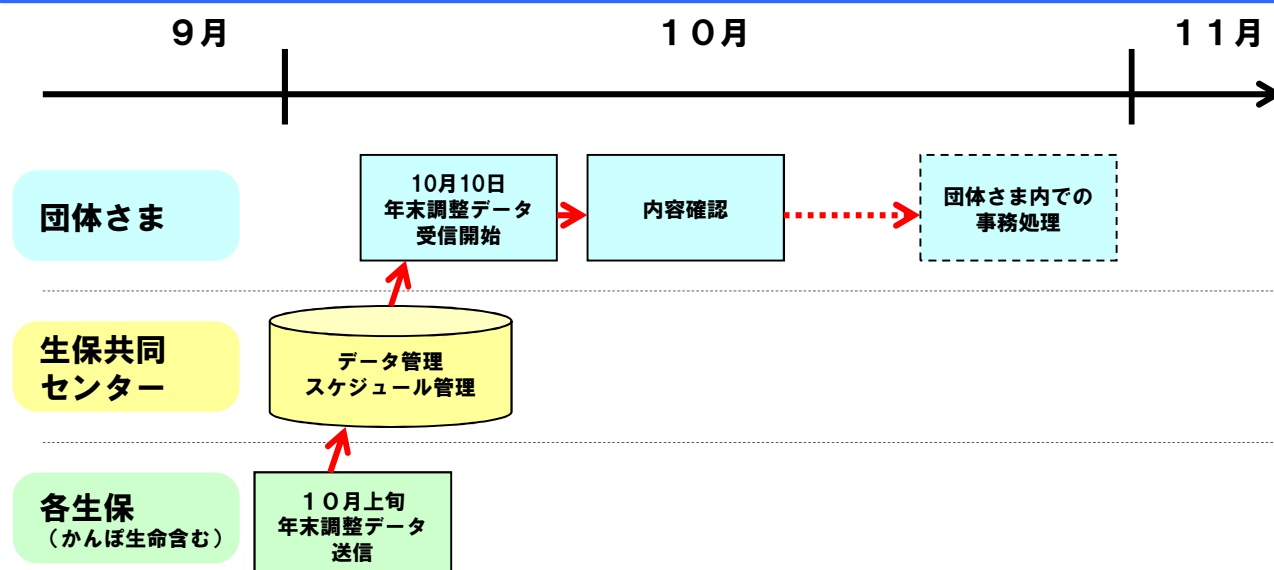 ９月
１０月
１１月
団体さま
10月10日
年末調整データ
受信開始
内容確認
団体さま内での
事務処理
生保共同
センター
データ管理
スケジュール管理
各生保
（かんぽ生命含む）
１０月上旬
年末調整データ
送信